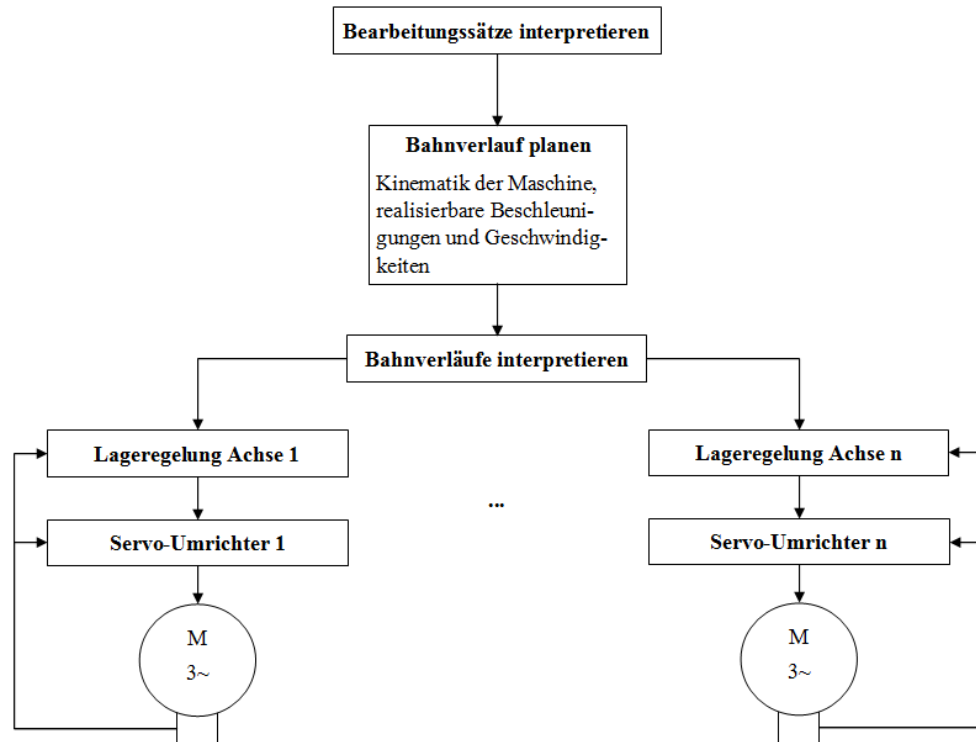 Bearbeitungssätze interpretieren
Bahnverlauf planen
Kinematik der Maschine,
realisierbare Beschleuni-
gungen und Geschwindig-
keiten
Bahnverläufe interpretieren
Lageregelung Achse 1
Lageregelung Achse n
...
Servo-Umrichter 1
Servo-Umrichter n
M
3~
M
3~